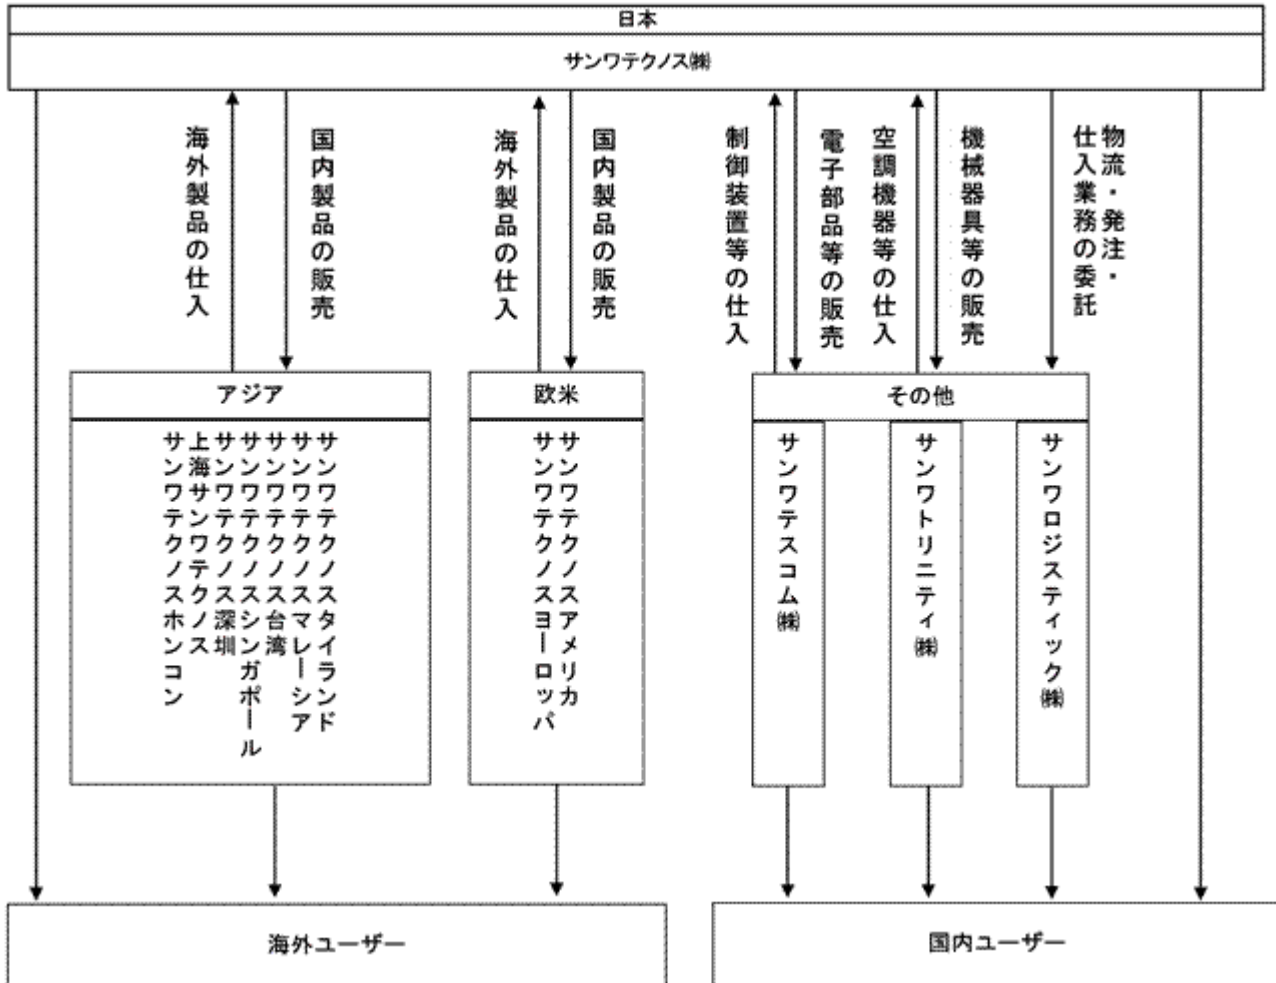 日本
サンワテクノス㈱
海外製品の仕入
国内製品の販売
海外製品の仕入
国内製品の販売
制御装置等の仕入
電子部品等の販売
空調機器等の仕入
機械器具等の販売
物流・発注・
仕入業務の委託
アジア
サンワテクノスタイランド
サンワテクノスマレーシア
サンワテクノス台湾
サンワテクノスシンガポール
サンワテクノス深圳
上海サンワテクノス
サンワテクノスホンコン
欧米
サンワテクノスアメリカ
サンワテクノスヨーロッパ
その他
サンワテスコム㈱
サンワトリニティ㈱
サンワロジスティック㈱
海外ユーザー
国内ユーザー